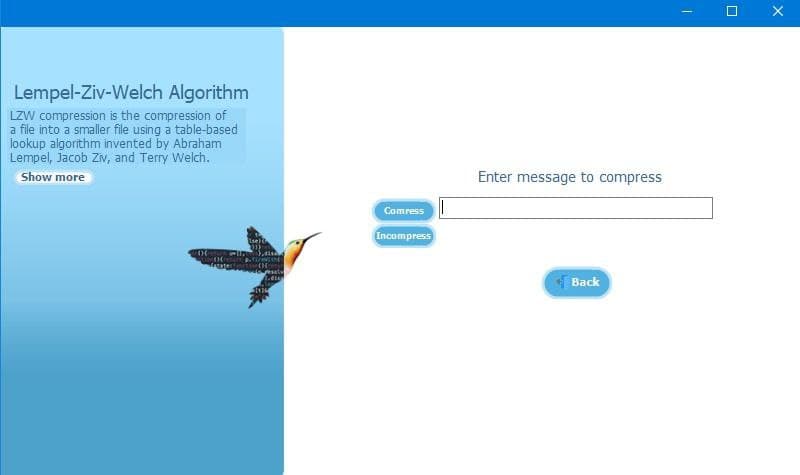 Lempel-Ziv-Welch Algorithm
LZW compression is the compression of
a file into a smaller file using a table-based
lookup algorithm invented by Abraham
Lempel, Jacob Ziv, and Terry Welch.
Show more
Enter message to compress
Comress
Incompress
Back